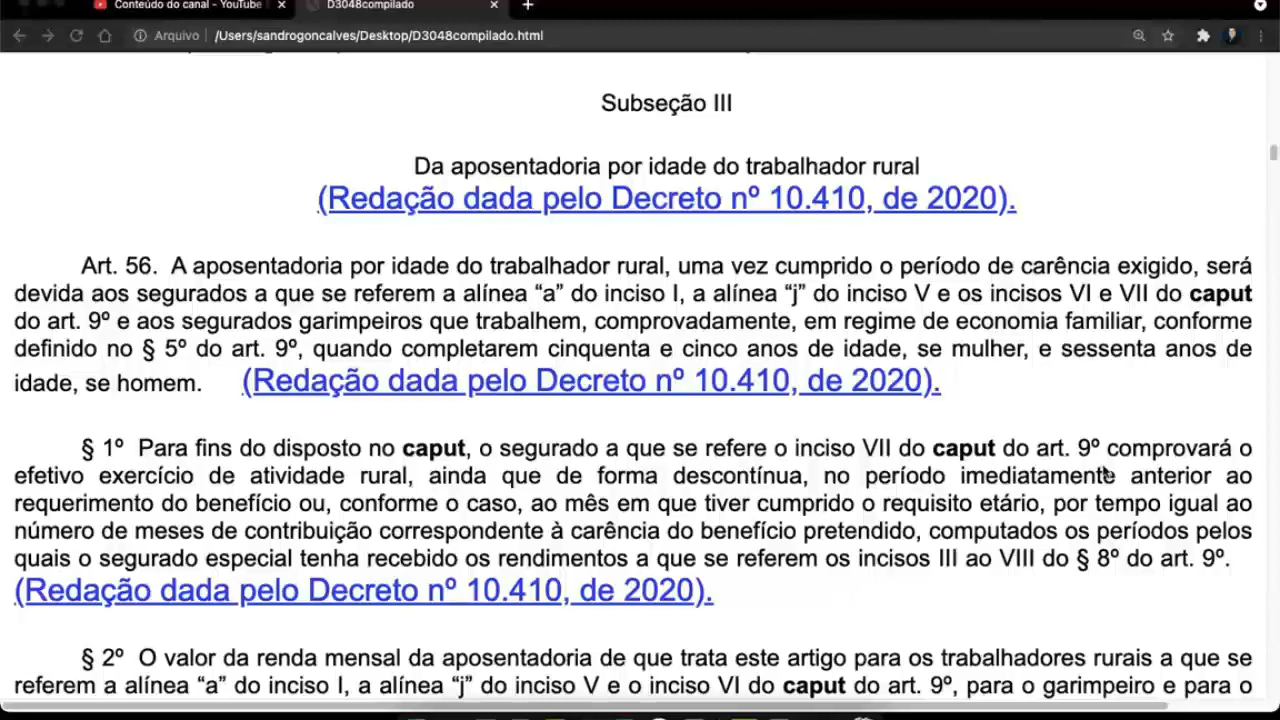 Conteúdo do canal - YouTube
D3048compilado
Arquivo | /Users/sandrogoncalves/Desktop/D3048compilado.html
Subseção III
Da aposentadoria por idade do trabalhador rural
(Redação dada pelo Decreto nº 10.410, de 2020).
Art. 56. A aposentadoria por idade do trabalhador rural, uma vez cumprido o período de carência exigido, será
devida aos segurados a que se referem a alínea “a” do inciso I, a alínea “j” do inciso V e os incisos VI e VII do caput
do art. 9º e aos segurados garimpeiros que trabalhem, comprovadamente, em regime de economia familiar, conforme
definido no § 5º do art. 9º, quando completarem cinquenta e cinco anos de idade, se mulher, e sessenta anos de
idade, se homem. (Redação dada pelo Decreto nº 10.410, de 2020).
§ 1º Para fins do disposto no caput, o segurado a que se refere o inciso VII do caput do art. 9º comprovará o
efetivo exercício de atividade rural, ainda que de forma descontínua, no período imediatamente anterior ao
requerimento do benefício ou, conforme o caso, ao mês em que tiver cumprido o requisito etário, por tempo igual ao
número de meses de contribuição correspondente à carência do benefício pretendido, computados os períodos pelos
quais o segurado especial tenha recebido os rendimentos a que se referem os incisos III ao VIII do § 8º do art. 9º.
(Redação dada pelo Decreto nº 10.410, de 2020).
§ 2º O valor da renda mensal da aposentadoria de que trata este artigo para os trabalhadores rurais a que se
referem a alínea “a” do inciso I, a alínea “j” do inciso V e o inciso VI do caput do art. 9º, para o garimpeiro e para o